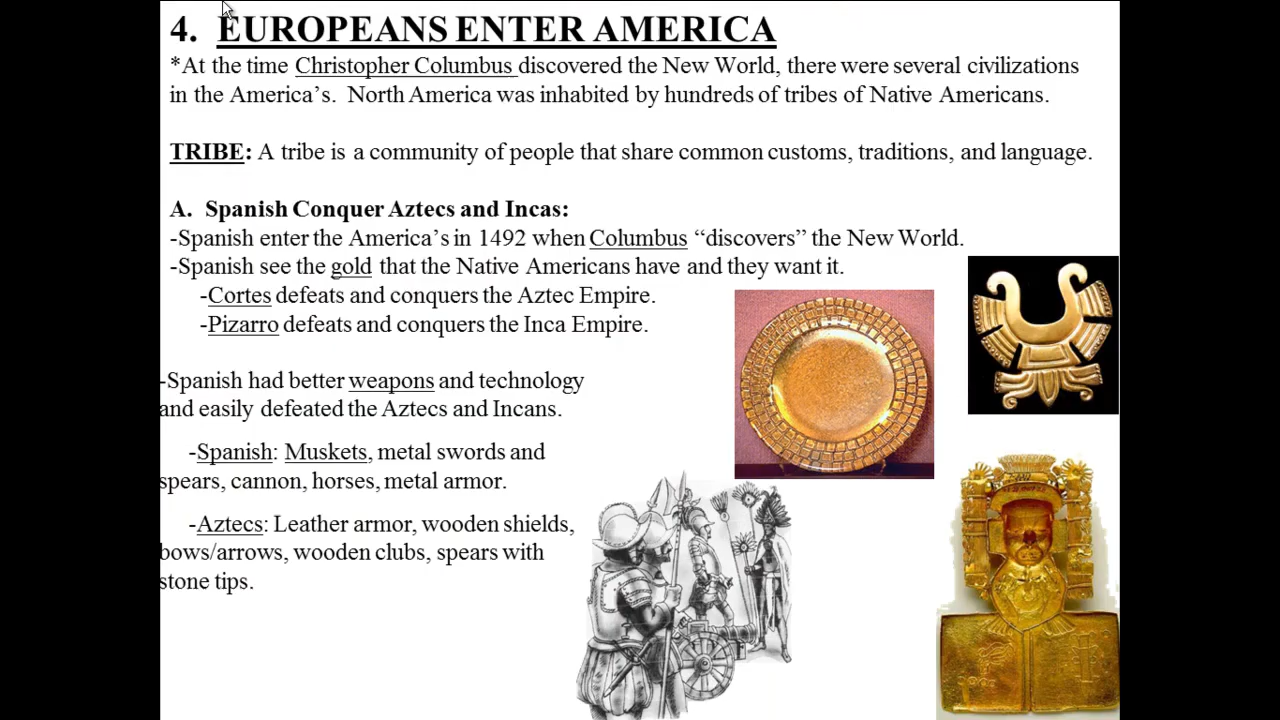 4. EUROPEANS ENTER AMERICA
*At the time Christopher Columbus discovered the New World, there were several civilizations
in the America's. North America was inhabited by hundreds of tribes of Native Americans.
TRIBE: A tribe is a community of people that share common customs, traditions, and language.
A. Spanish Conquer Aztecs and Incas:
-Spanish enter the America's in 1492 when Columbus “discovers” the New World.
-Spanish see the gold that the Native Americans have and they want it.
-Cortes defeats and conquers the Aztec Empire.
-Pizarro defeats and conquers the Inca Empire.
-Spanish had better weapons and technology
and easily defeated the Aztecs and Incans.
-Spanish: Muskets, metal swords and
spears, cannon, horses, metal armor.
-Aztecs: Leather armor, wooden shields,
bows/arrows, wooden clubs, spears with
stone tips.